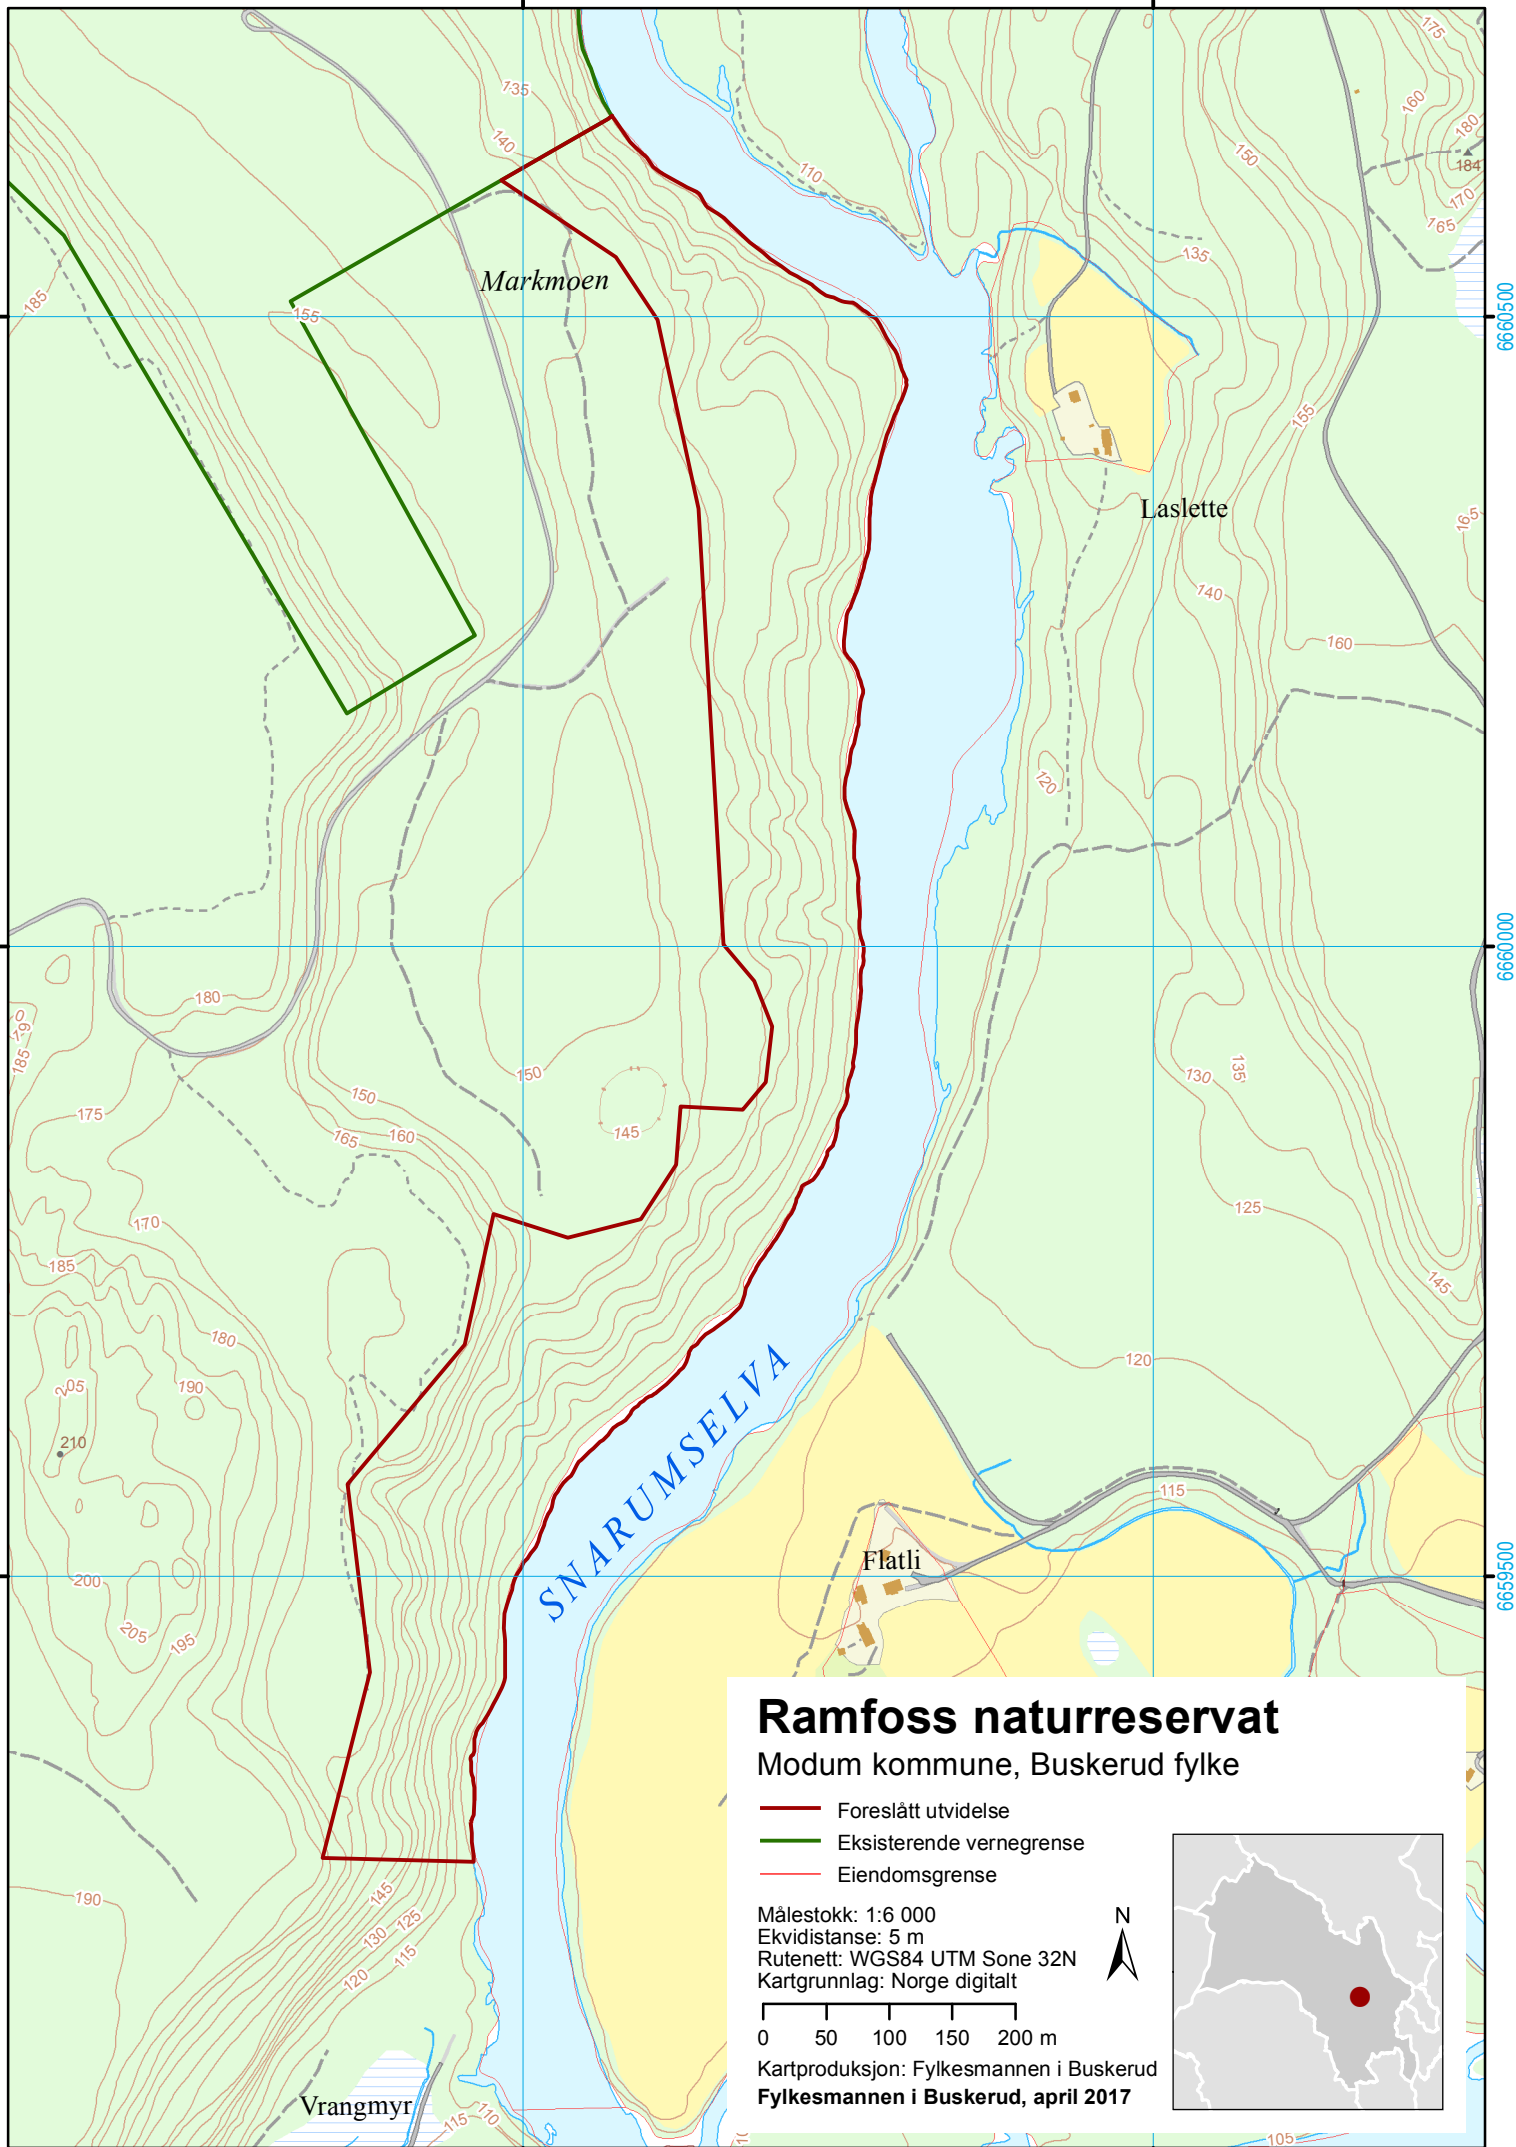 135
175
160
180
140
150
110
184
170
165
Markmoen
135
185
155
6660500
155
Laslette
165
140
160
120
6660000
180
185
150
150
130
135
175
145
165
160
125
170
185
145
180
120
205
190
210
SNARUMSELVA
115
Flatli
6659500
200
205
195
Ramfoss naturreservat
Modum kommune, Buskerud fylke
Foreslått utvidelse
Eksisterende vernegrense
Eiendomsgrense
190
145
125
130
115
120
Målestokk: 1:6 000
Ekvidistanse: 5 m
Rutenett: WGS84 UTM Sone 32N
Kartgrunnlag: Norge digitalt
N
0 50 100 150 200 m
Kartproduksjon: Fylkesmannen i Buskerud
Fylkesmannen i Buskerud, april 2017
Vrangmyr
115
110
105